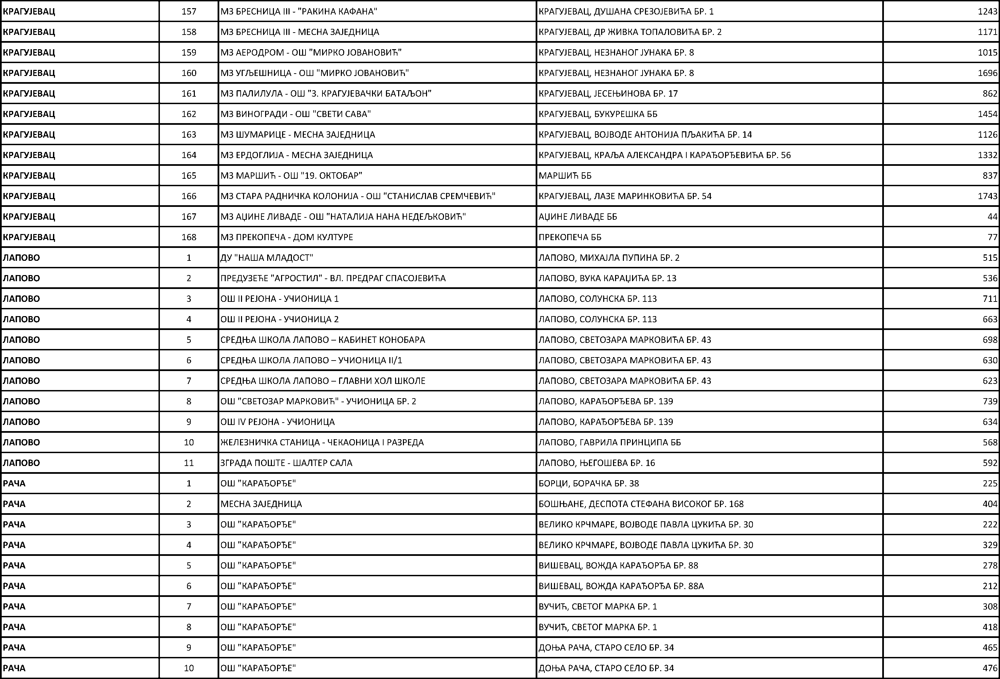 КРАГУЈЕВАЦ 157 МЗ БРЕСНИЦА III - "РАКИНА КАФАНА" КРАГУЈЕВАЦ, ДУШАНА СРЕЗОЈЕВИЋА БР. 1 1243
КРАГУЈЕВАЦ 158 МЗ БРЕСНИЦА III - МЕСНА ЗАЈЕДНИЦА КРАГУЈЕВАЦ, ДР ЖИВКА ТОПАЛОВИЋА БР. 2 1171
КРАГУЈЕВАЦ 159 МЗ АЕРОДРОМ - ОШ "МИРКО ЈОВАНОВИЋ" КРАГУЈЕВАЦ, НЕЗНАНОГ ЈУНАКА БР. 8 1015
КРАГУЈЕВАЦ 160 МЗ УГЉЕШНИЦА - ОШ "МИРКО ЈОВАНОВИЋ" КРАГУЈЕВАЦ, НЕЗНАНОГ ЈУНАКА БР. 8 1696
КРАГУЈЕВАЦ 161 МЗ ПАЛИЛУЛА - ОШ "3. КРАГУЈЕВАЧКИ БАТАЉОН" КРАГУЈЕВАЦ, ЈЕСЕЊИНОВА БР. 17 862
КРАГУЈЕВАЦ 162 МЗ ВИНОГРАДИ - ОШ "СВЕТИ САВА" КРАГУЈЕВАЦ, БУКУРЕШКА ББ 1454
КРАГУЈЕВАЦ 163 МЗ ШУМАРИЦЕ - МЕСНА ЗАЈЕДНИЦА КРАГУЈЕВАЦ, ВОЈВОДЕ АНТОНИЈА ПЉАКИЋА БР. 14 1126
КРАГУЈЕВАЦ 164 МЗ ЕРДОГЛИЈА - МЕСНА ЗАЈЕДНИЦА КРАГУЈЕВАЦ, КРАЉА АЛЕКСАНДРА I КАРАЂОРЂЕВИЋА БР. 56 1332
КРАГУЈЕВАЦ 165 МЗ МАРШИЋ - ОШ "19. ОКТОБАР" МАРШИЋ ББ 837
КРАГУЈЕВАЦ 166 МЗ СТАРА РАДНИЧКА КОЛОНИЈА - ОШ "СТАНИСЛАВ СРЕМЧЕВИЋ" КРАГУЈЕВАЦ, ЛАЗЕ МАРИНКОВИЋА БР. 54 1743
КРАГУЈЕВАЦ 167 МЗ АЏИНЕ ЛИВАДЕ - ОШ "НАТАЛИЈА НАНА НЕДЕЉКОВИЋ" АЏИНЕ ЛИВАДЕ ББ 44
КРАГУЈЕВАЦ 168 МЗ ПРЕКОПЕЧА - ДОМ КУЛТУРЕ ПРЕКОПЕЧА ББ 77
ЛАПОВО 1 ДУ "НАША МЛАДОСТ" ЛАПОВО, МИХАЈЛА ПУПИНА БР. 2 515
ЛАПОВО 2 ПРЕДУЗЕЋЕ "АГРОСТИЛ" - ВЛ. ПРЕДРАГ СПАСОЈЕВИЋА ЛАПОВО, ВУКА КАРАЏИЋА БР. 13 536
ЛАПОВО 3 ОШ II РЕЈОНА - УЧИОНИЦА 1 ЛАПОВО, СОЛУНСКА БР. 113 711
ЛАПОВО 4 ОШ II РЕЈОНА - УЧИОНИЦА 2 ЛАПОВО, СОЛУНСКА БР. 113 663
ЛАПОВО 5 СРЕДЊА ШКОЛА ЛАПОВО – КАБИНЕТ КОНОБАРА ЛАПОВО, СВЕТОЗАРА МАРКОВИЋА БР. 43 698
ЛАПОВО 6 СРЕДЊА ШКОЛА ЛАПОВО – УЧИОНИЦА II/1 ЛАПОВО, СВЕТОЗАРА МАРКОВИЋА БР. 43 630
ЛАПОВО 7 СРЕДЊА ШКОЛА ЛАПОВО – ГЛАВНИ ХОЛ ШКОЛЕ ЛАПОВО, СВЕТОЗАРА МАРКОВИЋА БР. 43 623
ЛАПОВО 8 ОШ "СВЕТОЗАР МАРКОВИЋ" - УЧИОНИЦА БР. 2 ЛАПОВО, КАРАЂОРЂЕВА БР. 139 739
ЛАПОВО 9 ОШ IV РЕЈОНА - УЧИОНИЦА ЛАПОВО, КАРАЂОРЂЕВА БР. 139 634
ЛАПОВО 10 ЖЕЛЕЗНИЧКА СТАНИЦА - ЧЕКАОНИЦА I РАЗРЕДА ЛАПОВО, ГАВРИЛА ПРИНЦИПА ББ 568
ЛАПОВО 11 ЗГРАДА ПОШТЕ - ШАЛТЕР САЛА ЛАПОВО, ЊЕГОШЕВА БР. 16 592
РАЧА 1 ОШ "КАРАЂОРЂЕ" БОРЦИ, БОРАЧКА БР. 38 225
РАЧА 2 МЕСНА ЗАЈЕДНИЦА БОШЊАНЕ, ДЕСПОТА СТЕФАНА ВИСОКОГ БР. 168 404
РАЧА 3 ОШ "КАРАЂОРЂЕ" ВЕЛИКО КРЧМАРЕ, ВОЈВОДЕ ПАВЛА ЦУКИЋА БР. 30 222
РАЧА 4 ОШ "КАРАЂОРЂЕ" ВЕЛИКО КРЧМАРЕ, ВОЈВОДЕ ПАВЛА ЦУКИЋА БР. 30 329
РАЧА 5 ОШ "КАРАЂОРЂЕ" ВИШЕВАЦ, ВОЖДА КАРАЂОРЂА БР. 88 278
РАЧА 6 ОШ "КАРАЂОРЂЕ" ВИШЕВАЦ, ВОЖДА КАРАЂОРЂА БР. 88А 212
РАЧА 7 ОШ "КАРАЂОРЂЕ" ВУЧИЋ, СВЕТОГ МАРКА БР. 1 308
РАЧА 8 ОШ "КАРАЂОРЂЕ" ВУЧИЋ, СВЕТОГ МАРКА БР. 1 418
РАЧА 9 ОШ "КАРАЂОРЂЕ" ДОЊА РАЧА, СТАРО СЕЛО БР. 34 465
РАЧА 10 ОШ "КАРАЂОРЂЕ" ДОЊА РАЧА, СТАРО СЕЛО БР. 34 476